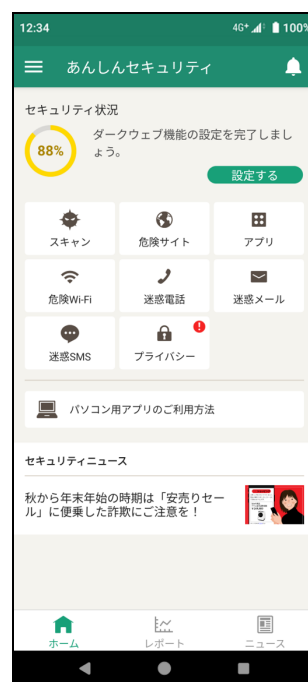 12:34
4G+
100%
あんしんセキュリティ
セキュリティ状況
88%
ダークウェブ機能の設定を完了しまし
ょう。
設定する
スキャン
危険サイト
アプリ
危険Wi-Fi
迷惑電話
迷惑メール
迷惑SMS
プライバシー
パソコン用アプリのご利用方法
セキュリティニュース
秋から年末年始の時期は「安売りセー
ル」に便乗した詐欺にご注意を！
ホーム
レポート
ニュース